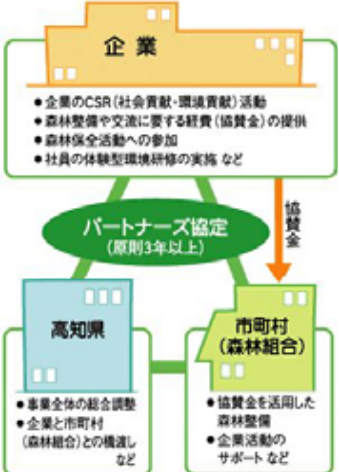 企業
●企業のCSR(社会貢献・環境貢献)活動
●森林整備や交流に要する経費(協賛金)の提供
●森林保全活動への参加
●社員の体験型環境研修の実施 など
パートナーズ協定
(原則3年以上)
協賛金
高知県
●事業全体の総合調整
●企業と市町村
(森林組合)との橋渡し
など
市町村
(森林組合)
●協賛金を活用した
森林整備
●企業活動の
サポート など